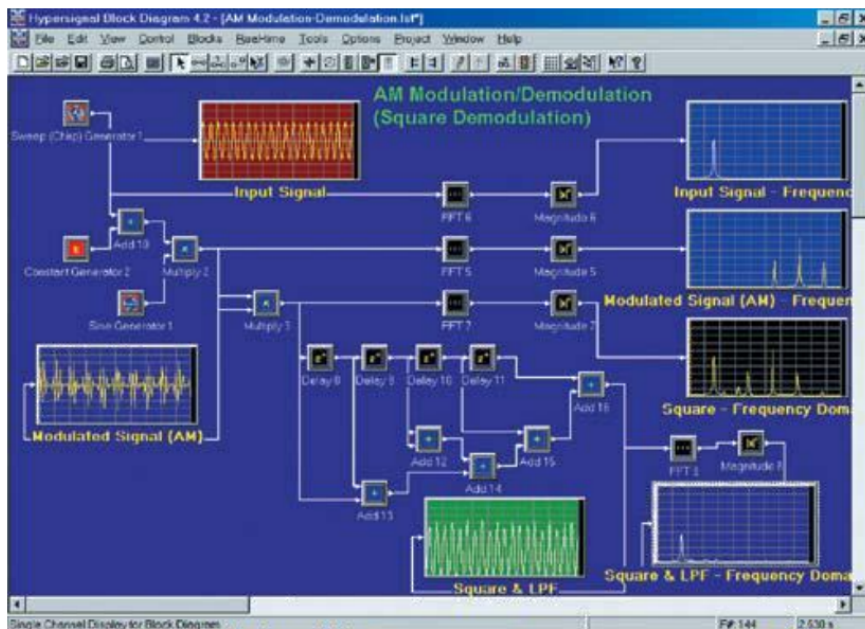 Hypersignal Block Diagram 4.2 - [AM Modulation-Demodulation.lst*]
File Edit View Control Blocks RealTime Tools Options Project Window Help
AM Modulation/Demodulation
(Square Demodulation)
Sweep (Chirp) Generator 1
Input Signal
FFT 6
Magnitude 6
Input Signal - Frequenc
Add 10
Constant Generator 2
Multiply 2
FFT 5
Magnitude 5
Modulated Signal (AM) - Frequen
Sine Generator 1
Multiply 3
FFT 7
Magnitude 7
Delay 8
Delay 9
Delay 10
Delay 11
Add 16
Square - Frequency Doma
Modulated Signal (AM)
Add 12
Add 15
Add 14
Add 13
FFT 8
Magnitude 8
Square & LPF
Square & LPF - Frequency Doma
Single Channel Display for Block Diagram
F#:144
2.530 s